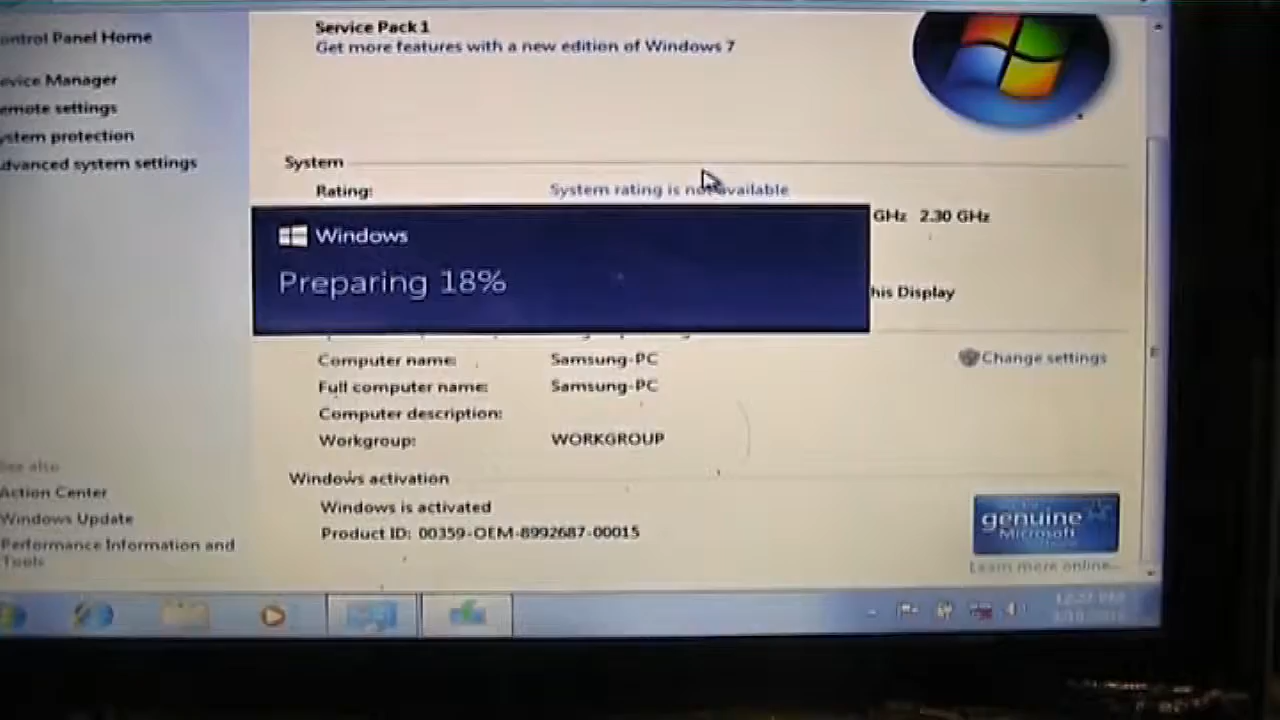 Service Pack 1
Get more features with a new edition of Windows 7
ontrol Panel Home
evice Manager
emote settings
ystem protection
dvanced system settings
System
Rating: System rating is not available
GHz 2.30 GHz
Windows
Preparing 18%
his Display
Computer name: Samsung-PC
Change settings
Full computer name: Samsung-PC
Computer description:
Workgroup: WORKGROUP
See also
Action Center
Windows Update
Performance Information and
Tools
Windows activation
Windows is activated
Product ID: 00359-OEM-8992687-00015
genuine
Microsoft
Learn more online...